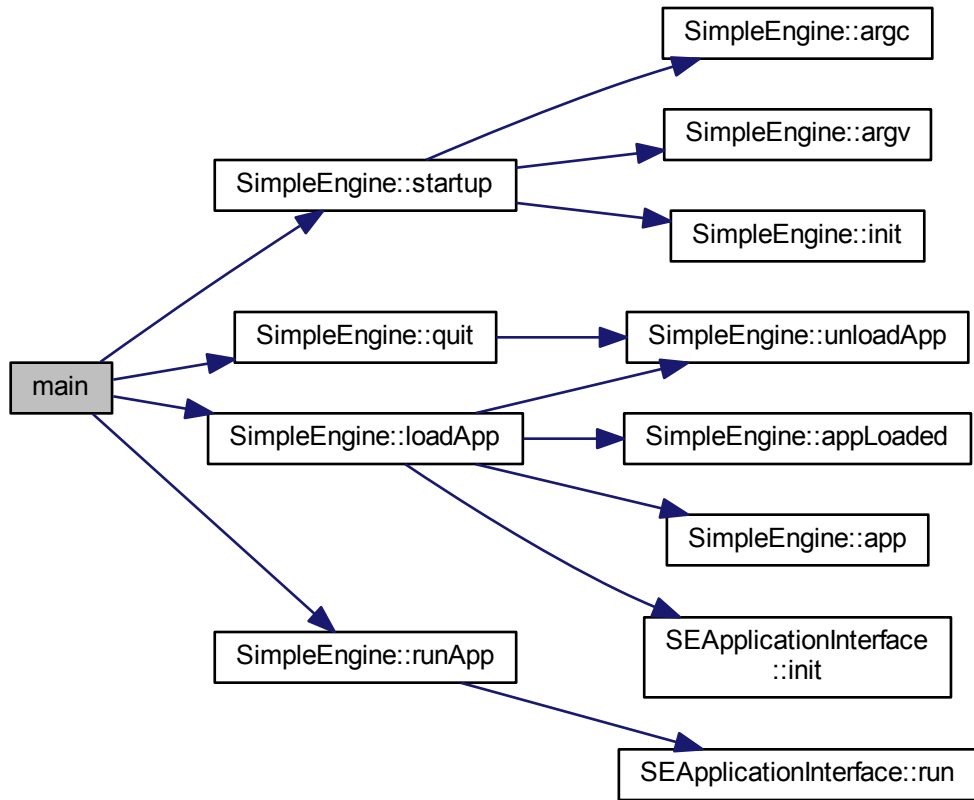 SimpleEngine::argc
SimpleEngine::argv
SimpleEngine::startup
SimpleEngine::init
SimpleEngine::quit
SimpleEngine::unloadApp
main
SimpleEngine::loadApp
SimpleEngine::appLoaded
SimpleEngine::app
SimpleEngine::runApp
SEApplicationInterface
::init
SEApplicationInterface::run